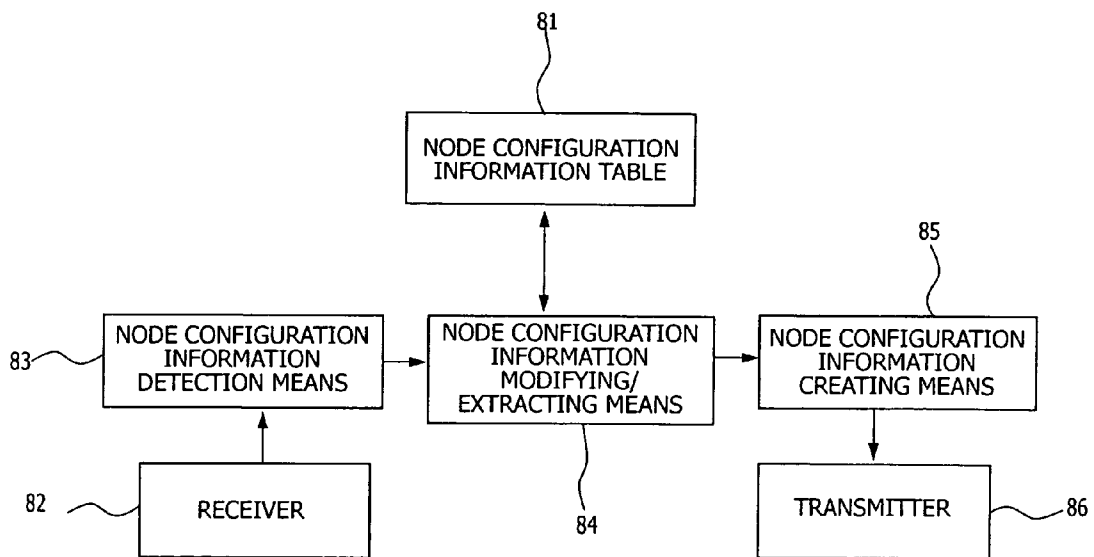 81
NODE CONFIGURATION
INFORMATION TABLE
85
83
NODE CONFIGURATION
INFORMATION
DETECTION MEANS
NODE CONFIGURATION
INFORMATION
MODIFYING/
EXTRACTING MEANS
NODE CONFIGURATION
INFORMATION
CREATING MEANS
82
RECEIVER
84
TRANSMITTER
86